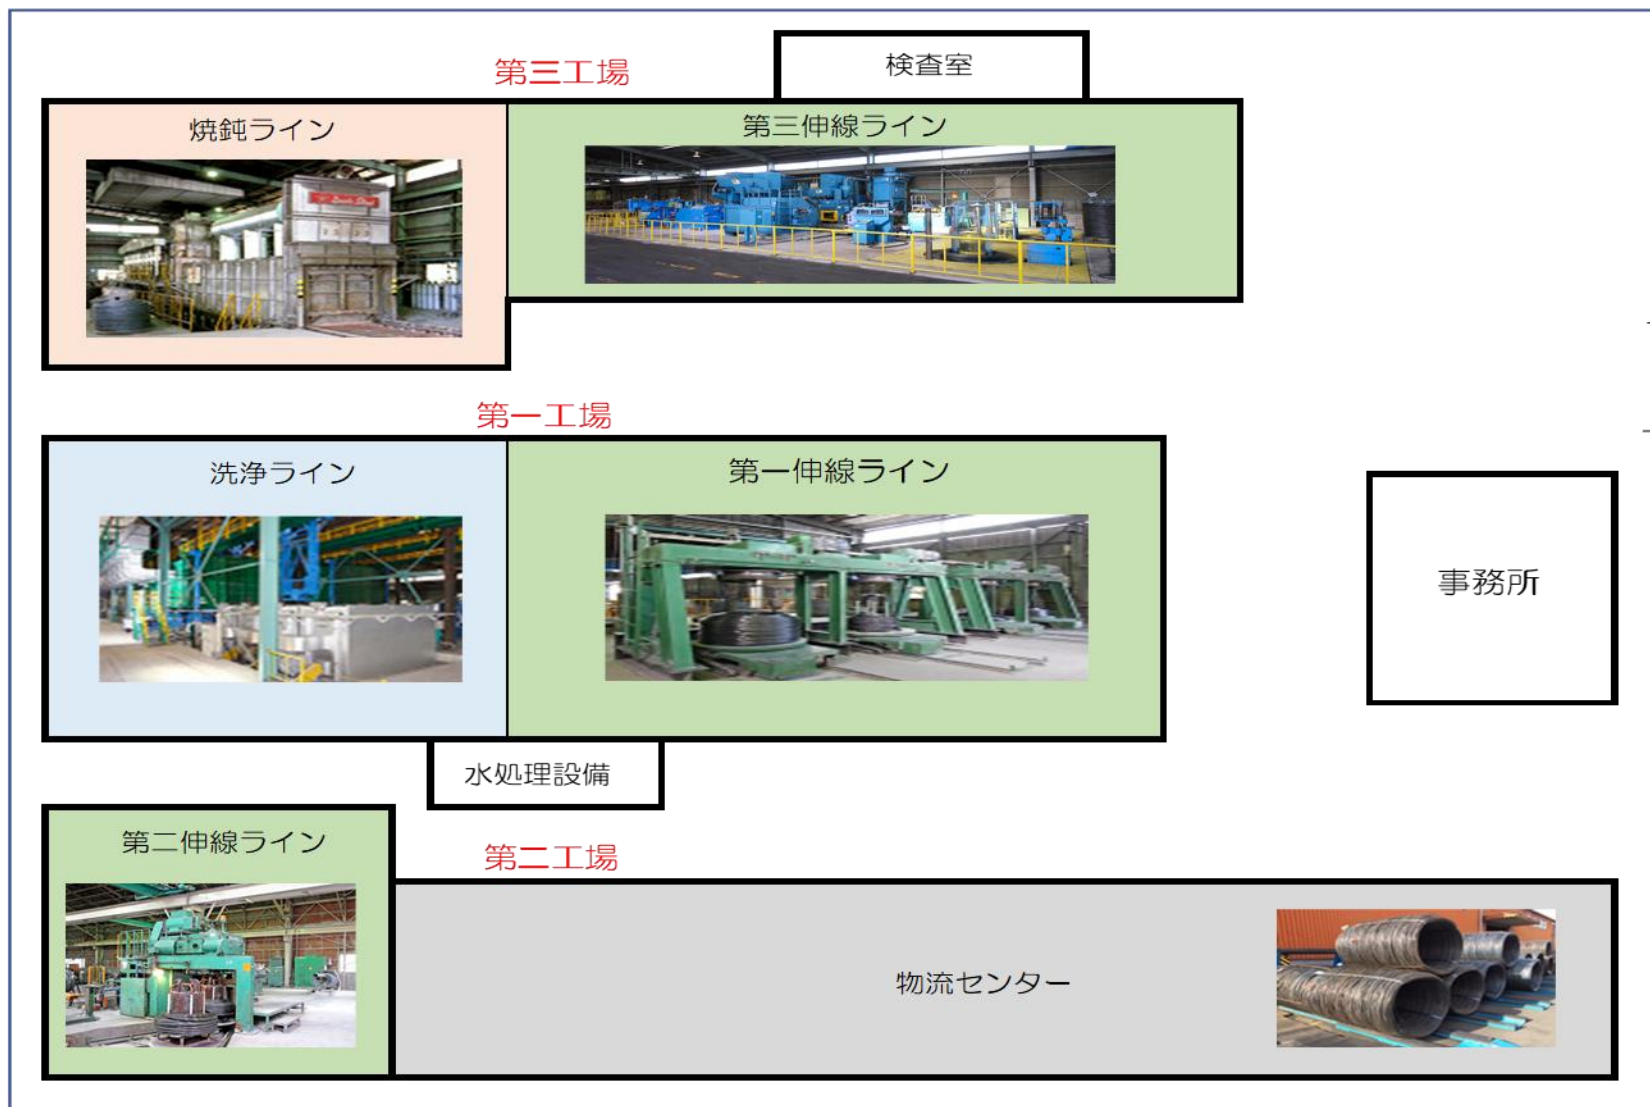 第三工場
検査室
焼鈍ライン
第三伸線ライン
第一工場
洗浄ライン
第一伸線ライン
事務所
水処理設備
第二伸線ライン
第二工場
物流センター